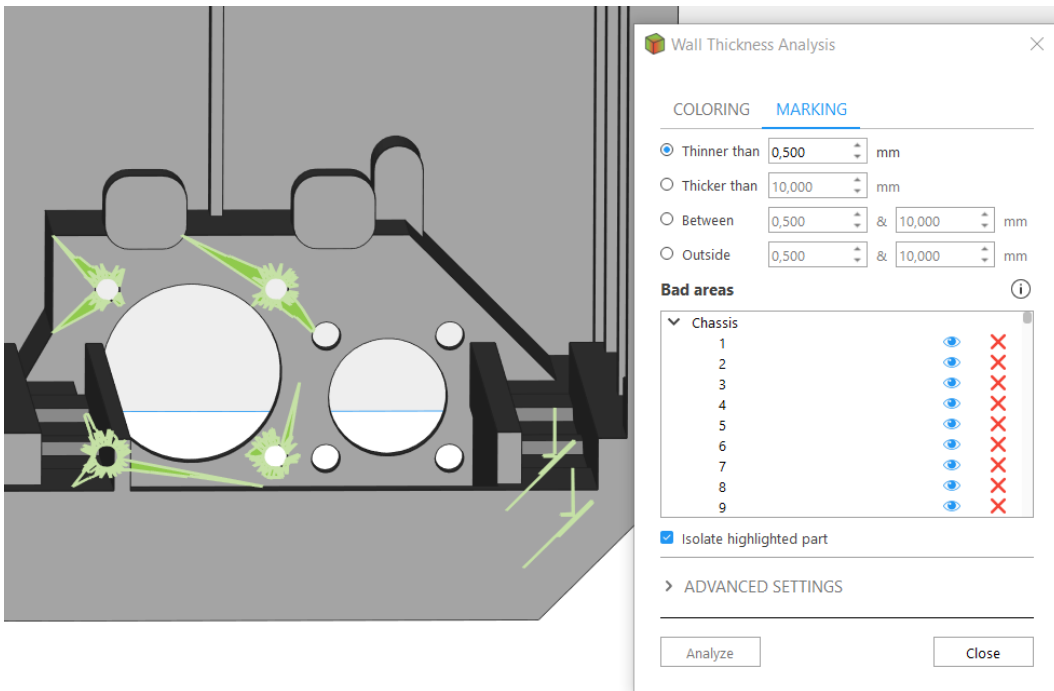 Wall Thickness Analysis
COLORING MARKING
Thinner than 0,500 mm
Thicker than 10,000 mm
Between 0,500 & 10,000 mm
Outside 0,500 & 10,000 mm
Bad areas
Chassis
1
2
3
4
5
6
7
8
9
Isolate highlighted part
ADVANCED SETTINGS
Analyze Close